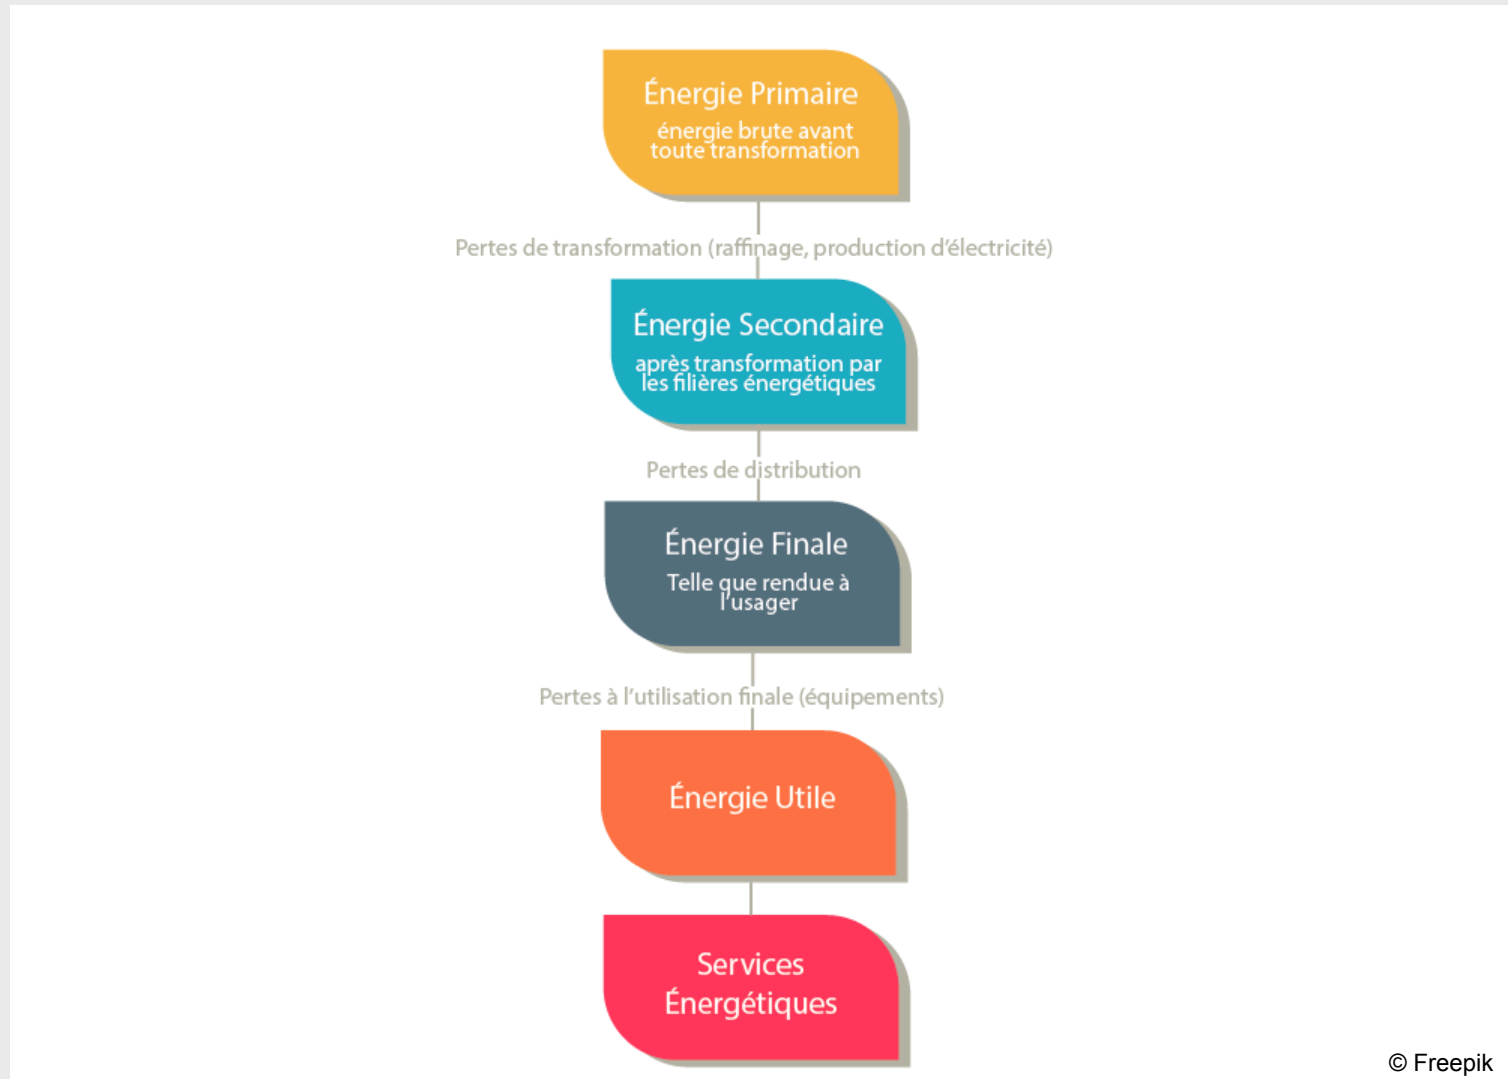 Énergie Primaire
énergie brute avant
toute transformation
Pertes de transformation (raffinage, production d’électricité)
Énergie Secondaire
après transformation par
les filières énergétiques
Pertes de distribution
Énergie Finale
Telle que rendue à
l’usager
Pertes à l’utilisation finale (équipements)
Énergie Utile
Services
Énergétiques
© Freepik